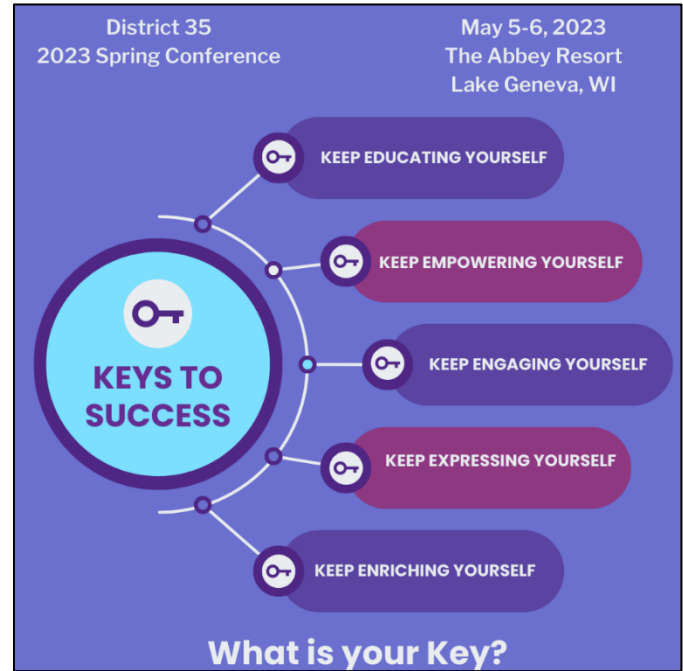 District 35
2023 Spring Conference
May 5-6, 2023
The Abbey Resort
Lake Geneva, WI
KEEP EDUCATING YOURSELF
KEEP EMPOWERING YOURSELF
KEYS TO
SUCCESS
KEEP ENGAGING YOURSELF
KEEP EXPRESSING YOURSELF
KEEP ENRICHING YOURSELF
What is your Key?